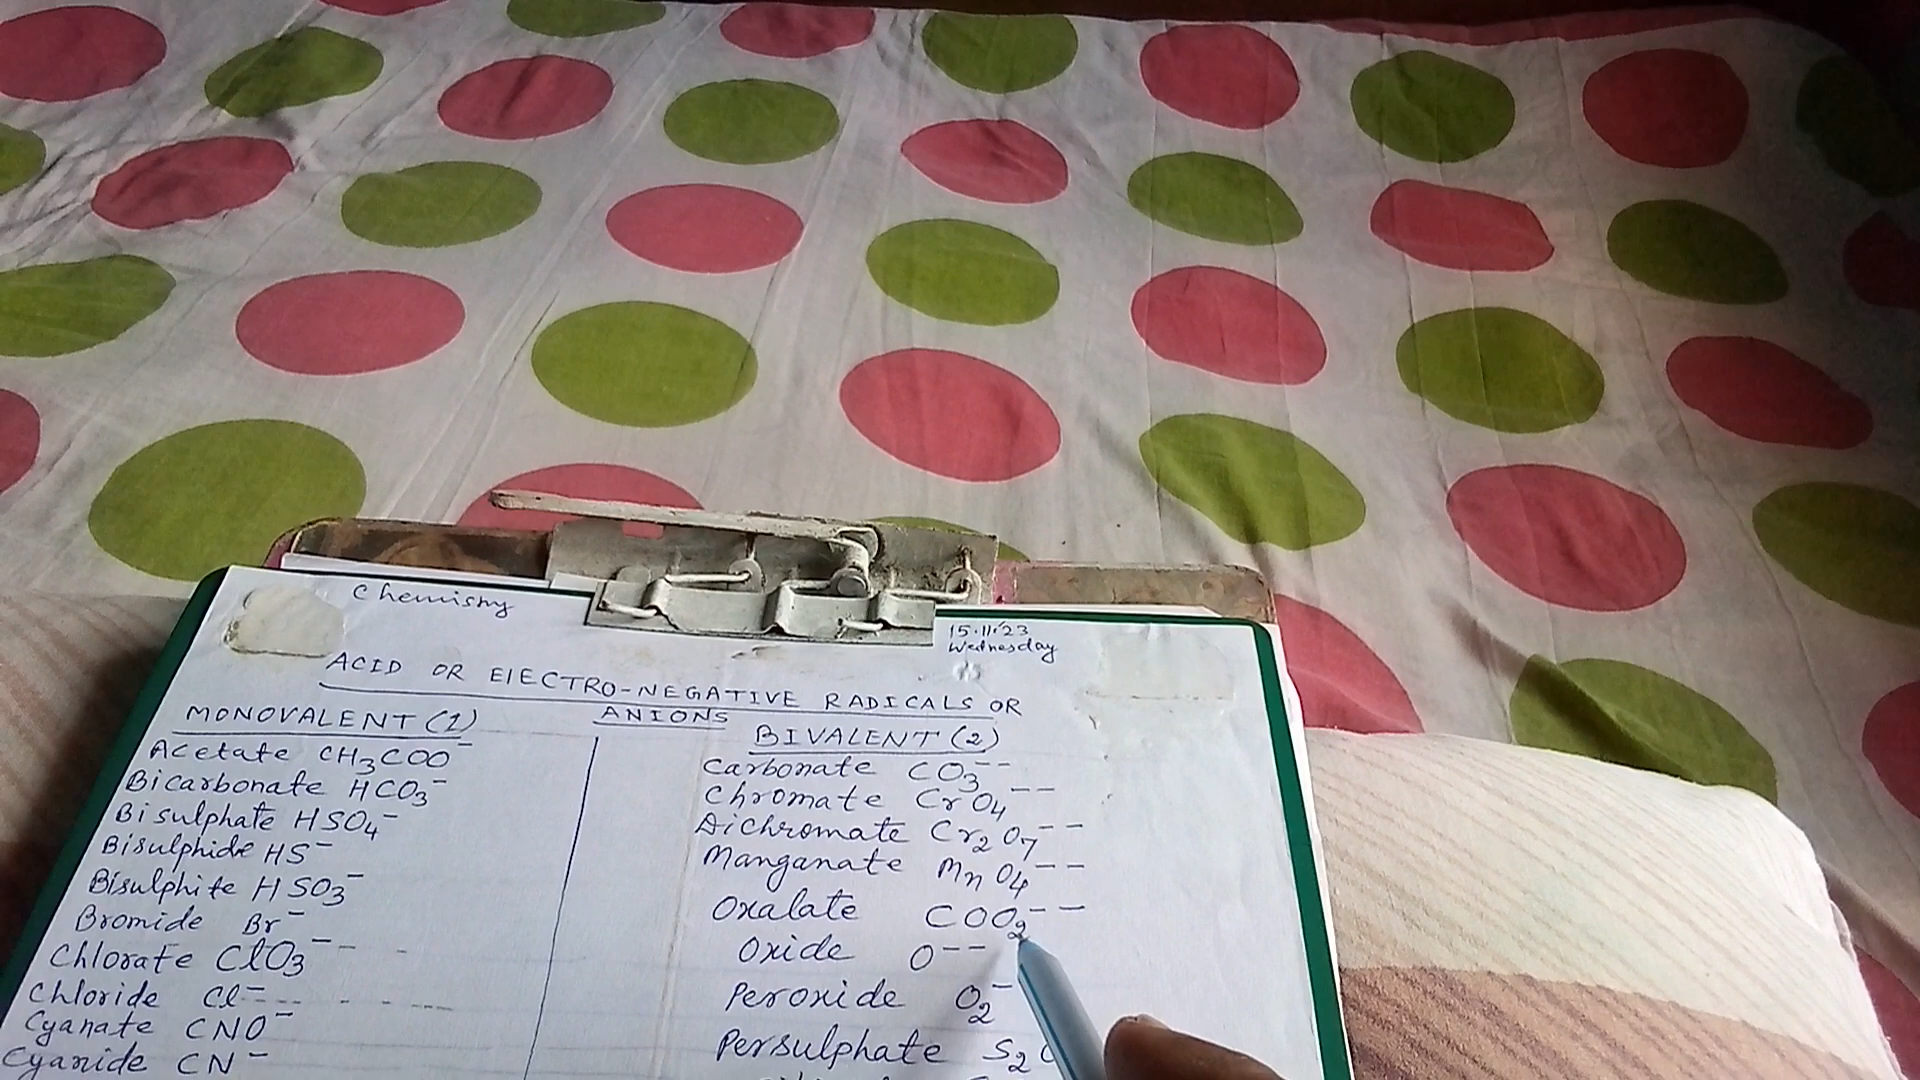 Chemistry
15.11.'23
Wednesday
ACID OR ElECTRO-NEGATIVE RADICALS OR
ANIONS
MONOVALENT (1)
Acetate CH3COO-
Bicarbonate HCO3-
Bisulphate HSO4-
Bisulphide HS-
Bisulphite HSO3-
Bromide Br-
Chlorate ClO3-
Chloride Cl-
Cyanate CNO-
Cyanide CN-
BIVALENT (2)
Carbonate CO3--
Chromate CrO4--
Dichromate Cr2O7--
Manganate MnO4--
Oxalate COO2--
Oxide O--
Peroxide O2-
Persulphate S2